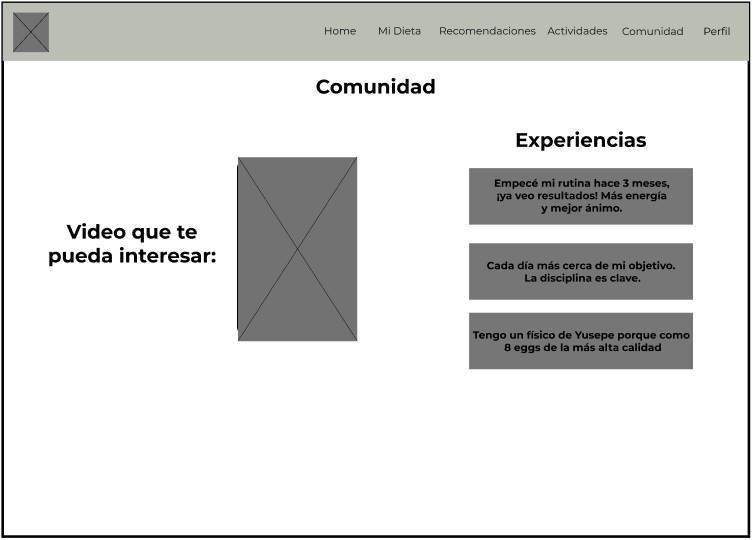 Home Mi Dieta Recomendaciones Actividades Comunidad Perfil
Comunidad
Video que te
pueda interesar:
Experiencias
Empecé mi rutina hace 3 meses,
¡ya veo resultados! Más energía
y mejor ánimo.
Cada día más cerca de mi objetivo.
La disciplina es clave.
Tengo un físico de Yusepe porque como
8 eggs de la más alta calidad